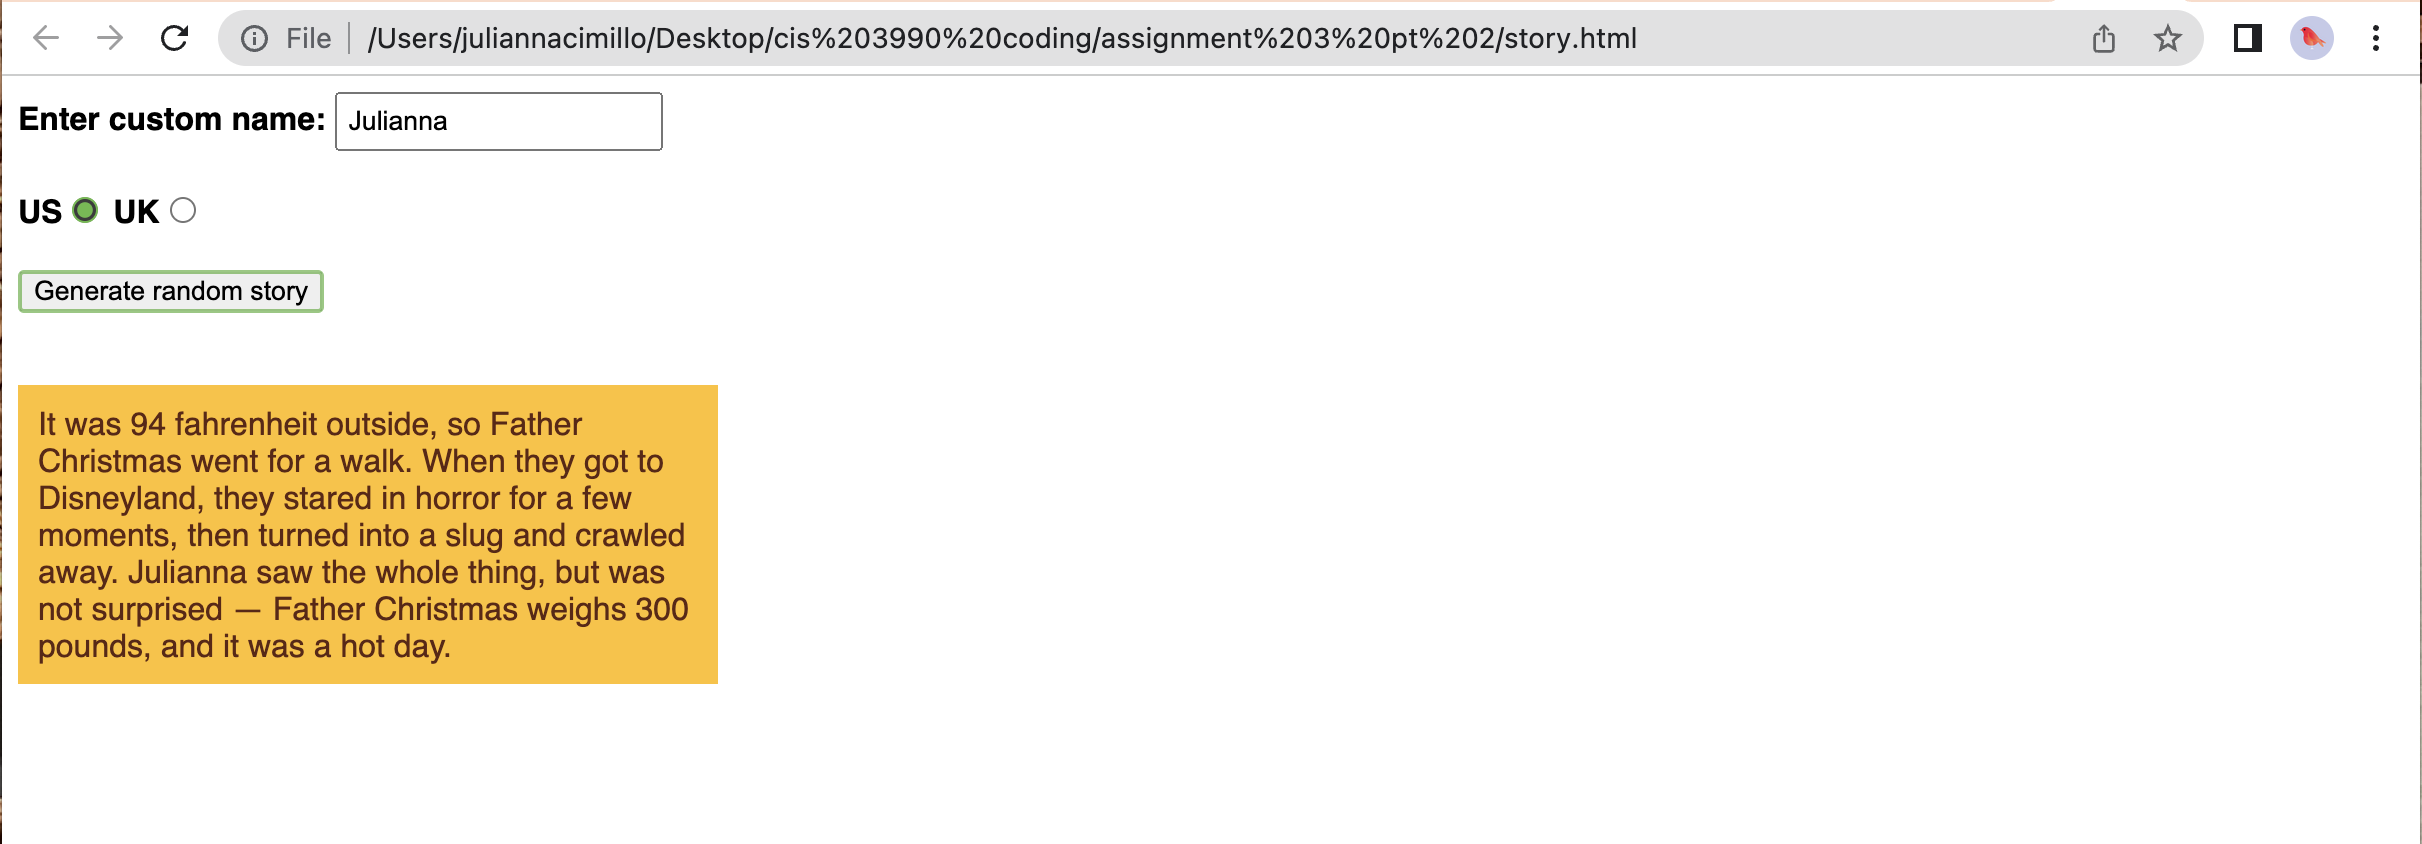 File /Users/juliannacimillo/Desktop/cis%203990%20coding/assignment%203%20pt%202/story.html
Enter custom name: Julianna
US UK
Generate random story
It was 94 fahrenheit outside, so Father
Christmas went for a walk. When they got to
Disneyland, they stared in horror for a few
moments, then turned into a slug and crawled
away. Julianna saw the whole thing, but was
not surprised — Father Christmas weighs 300
pounds, and it was a hot day.